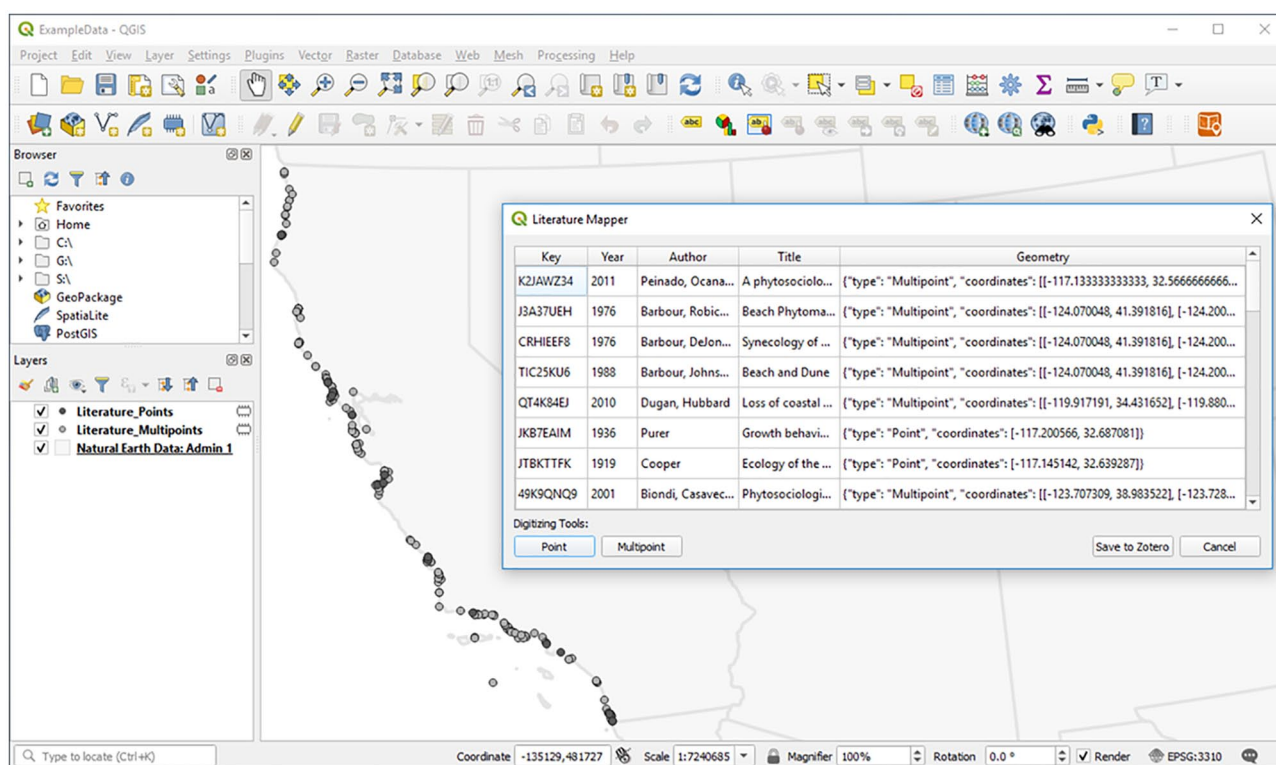 ExampleData - QGIS
Project Edit View Layer Settings Plugins Vector Raster Database Web Mesh Processing Help
Browser
Favorites
Home
C:\
G:\
S:\
GeoPackage
SpatiaLite
PostGIS
Layers
Literature_Points
Literature_Multipoints
Natural Earth Data: Admin 1
Literature Mapper
Key Year Author Title Geometry
K2JAWZ34 2011 Peinado, Ocana... A phytosociolo... {"type": "Multipoint", "coordinates": [[-117.133333333333, 32.5666666666...
J3A37UEH 1976 Barbour, Robic... Beach Phytoma... {"type": "Multipoint", "coordinates": [[-124.070048, 41.391816], [-124.200...
CRHIEEF8 1976 Barbour, DeJon... Synecology of ... {"type": "Multipoint", "coordinates": [[-124.070048, 41.391816], [-124.200...
TIC25KU6 1988 Barbour, Johns... Beach and Dune {"type": "Multipoint", "coordinates": [[-124.070048, 41.391816], [-124.200...
QT4K84EJ 2010 Dugan, Hubbard Loss of coastal ... {"type": "Multipoint", "coordinates": [[-119.917191, 34.431652], [-119.880...
JKB7EAIM 1936 Purer Growth behavi... {"type": "Point", "coordinates": [-117.200566, 32.687081]}
JTBKTTFK 1919 Cooper Ecology of the ... {"type": "Point", "coordinates": [-117.145142, 32.639287]}
49K9QNQ9 2001 Biondi, Casavec... Phytosociologi... {"type": "Multipoint", "coordinates": [[-123.707309, 38.983522], [-123.728...
Digitizing Tools:
Point Multipoint Save to Zotero Cancel
Type to locate (Ctrl+K) Coordinate -135129,481727 Scale 1:7240685 Magnifier 100% Rotation 0.0 ° Render EPSG:3310